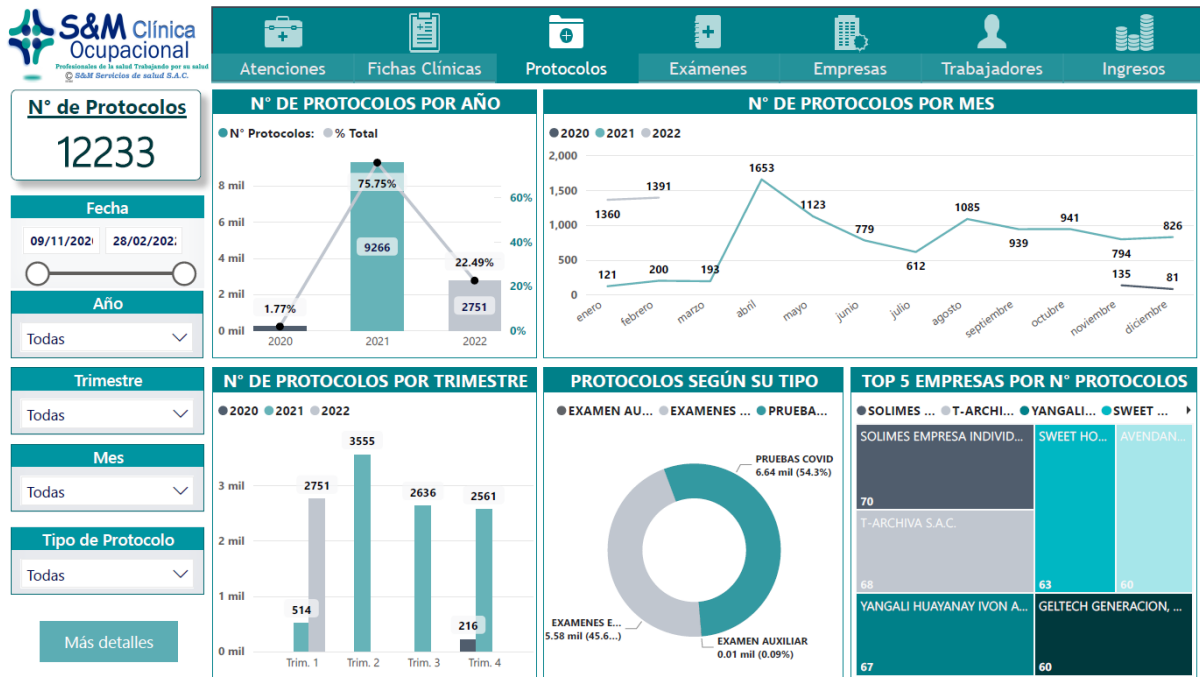 S&M Clínica
Ocupacional
Profesionales de la salud Trabajando por su salud
© S&M Servicios de salud S.A.C.
Atenciones
Fichas Clínicas
Protocolos
Exámenes
Empresas
Trabajadores
Ingresos
N° de Protocolos
12233
Fecha
09/11/202
28/02/202
Año
Todas
Trimestre
Todas
Mes
Todas
Tipo de Protocolo
Todas
Más detalles
N° DE PROTOCOLOS POR AÑO
N° Protocolos: % Total
8 mil
6 mil
4 mil
2 mil
0 mil
60%
40%
20%
0%
1.77%
75.75%
9266
22.49%
2751
2020 2021 2022
N° DE PROTOCOLOS POR MES
2020 2021 2022
2,000
1,500
1,000
500
0
1360
1391
121
200
193
1653
1123
779
612
1085
939
941
794
826
135
81
enero febrero marzo abril mayo junio julio agosto septiembre octubre noviembre diciembre
N° DE PROTOCOLOS POR TRIMESTRE
2020 2021 2022
3 mil
2 mil
1 mil
0 mil
514
2751
3555
2636
216
2561
Trim. 1 Trim. 2 Trim. 3 Trim. 4
PROTOCOLOS SEGÚN SU TIPO
EXAMEN AU... EXAMENES ... PRUEBA...
PRUEBAS COVID
6.64 mil (54.3%)
EXAMENES E...
5.58 mil (45.6...)
EXAMEN AUXILIAR
0.01 mil (0.09%)
TOP 5 EMPRESAS POR N° PROTOCOLOS
SOLIMES ... T-ARCHI... YANGALI... SWEET ...
SOLIMES EMPRESA INDIVID...
70
T-ARCHIVA S.A.C.
68
YANGALI HUAYANAY IVON A...
67
SWEET HO...
63
AVENDAN...
60
GELTECH GENERACION, ...
60